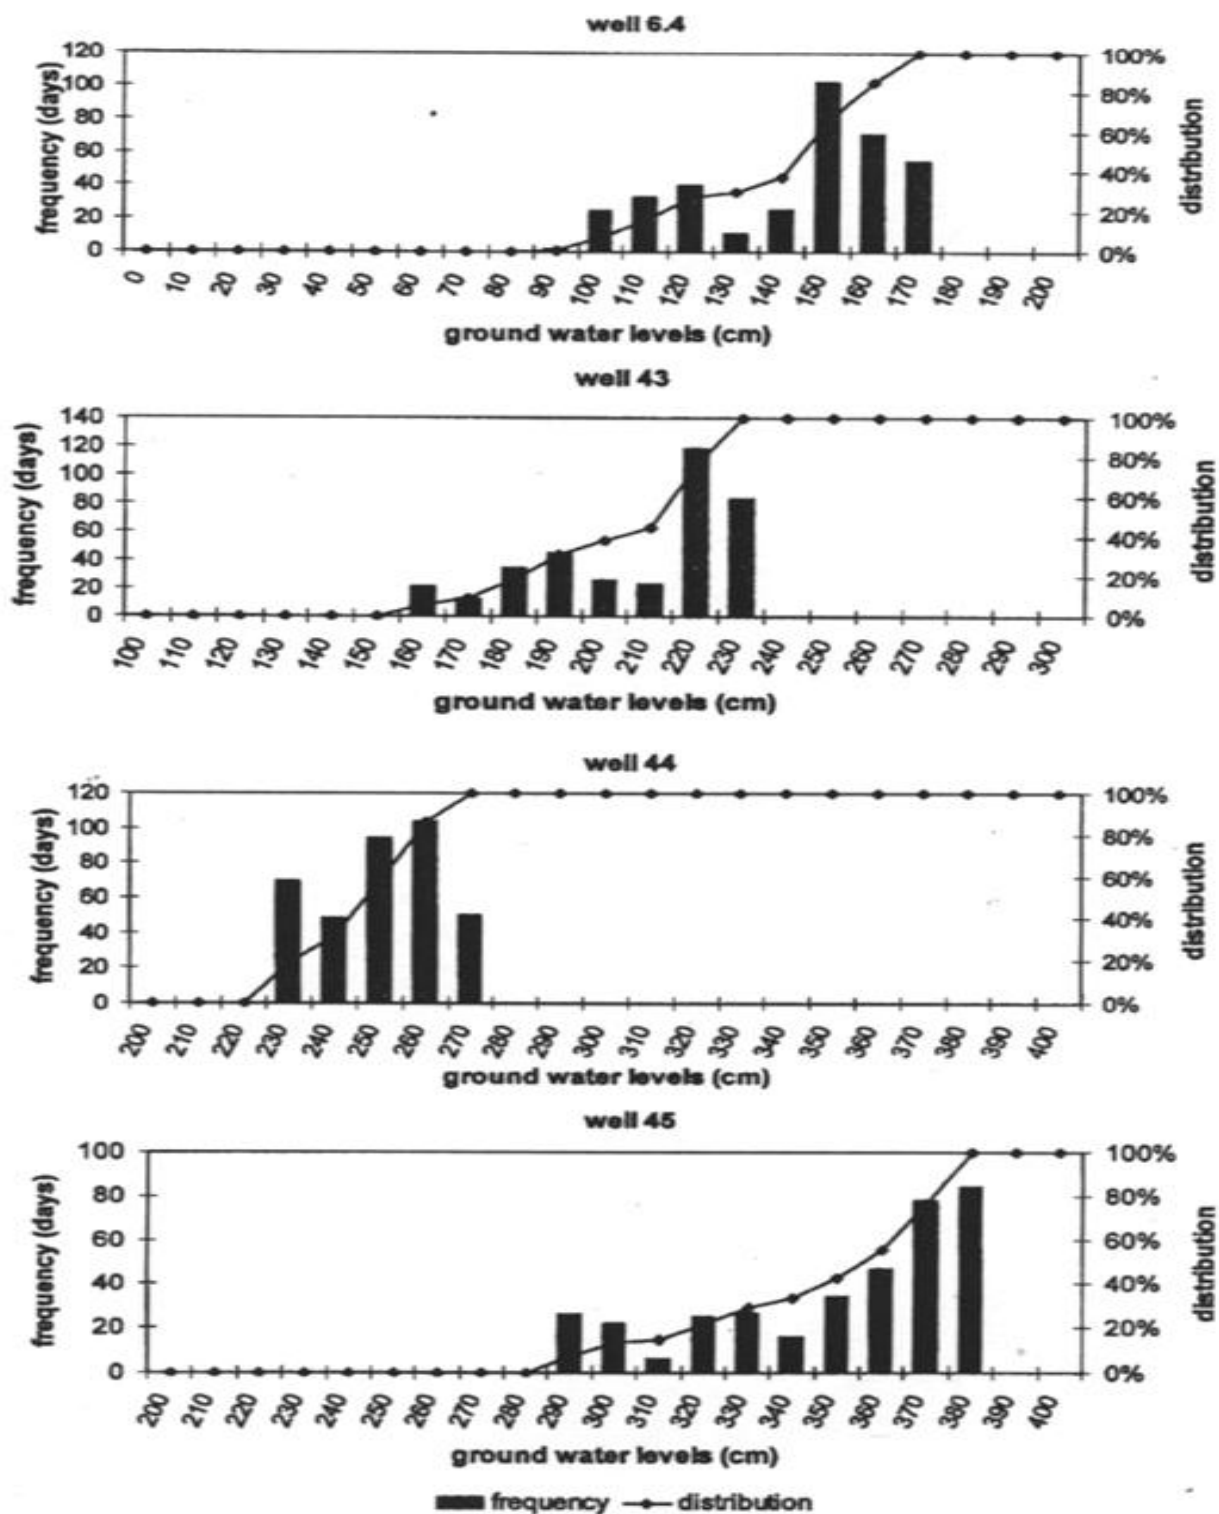 well 6.4
120
100
80
60
40
20
0
100%
80%
60%
40%
20%
0%
frequency (days)
distribution
0 10 20 30 40 50 60 70 80 90 100 110 120 130 140 150 160 170 180 190 200
ground water levels (cm)
well 43
140
120
100
80
60
40
20
0
100%
80%
60%
40%
20%
0%
frequency (days)
distribution
100 110 120 130 140 150 160 170 180 190 200 210 220 230 240 250 260 270 280 290 300
ground water levels (cm)
well 44
120
100
80
60
40
20
0
100%
80%
60%
40%
20%
0%
frequency (days)
distribution
200 210 220 230 240 250 260 270 280 290 300 310 320 330 340 350 360 370 380 390 400
ground water levels (cm)
well 45
100
80
60
40
20
0
100%
80%
60%
40%
20%
0%
frequency (days)
distribution
200 210 220 230 240 250 260 270 280 290 300 310 320 330 340 350 360 370 380 390 400
ground water levels (cm)
frequency distribution